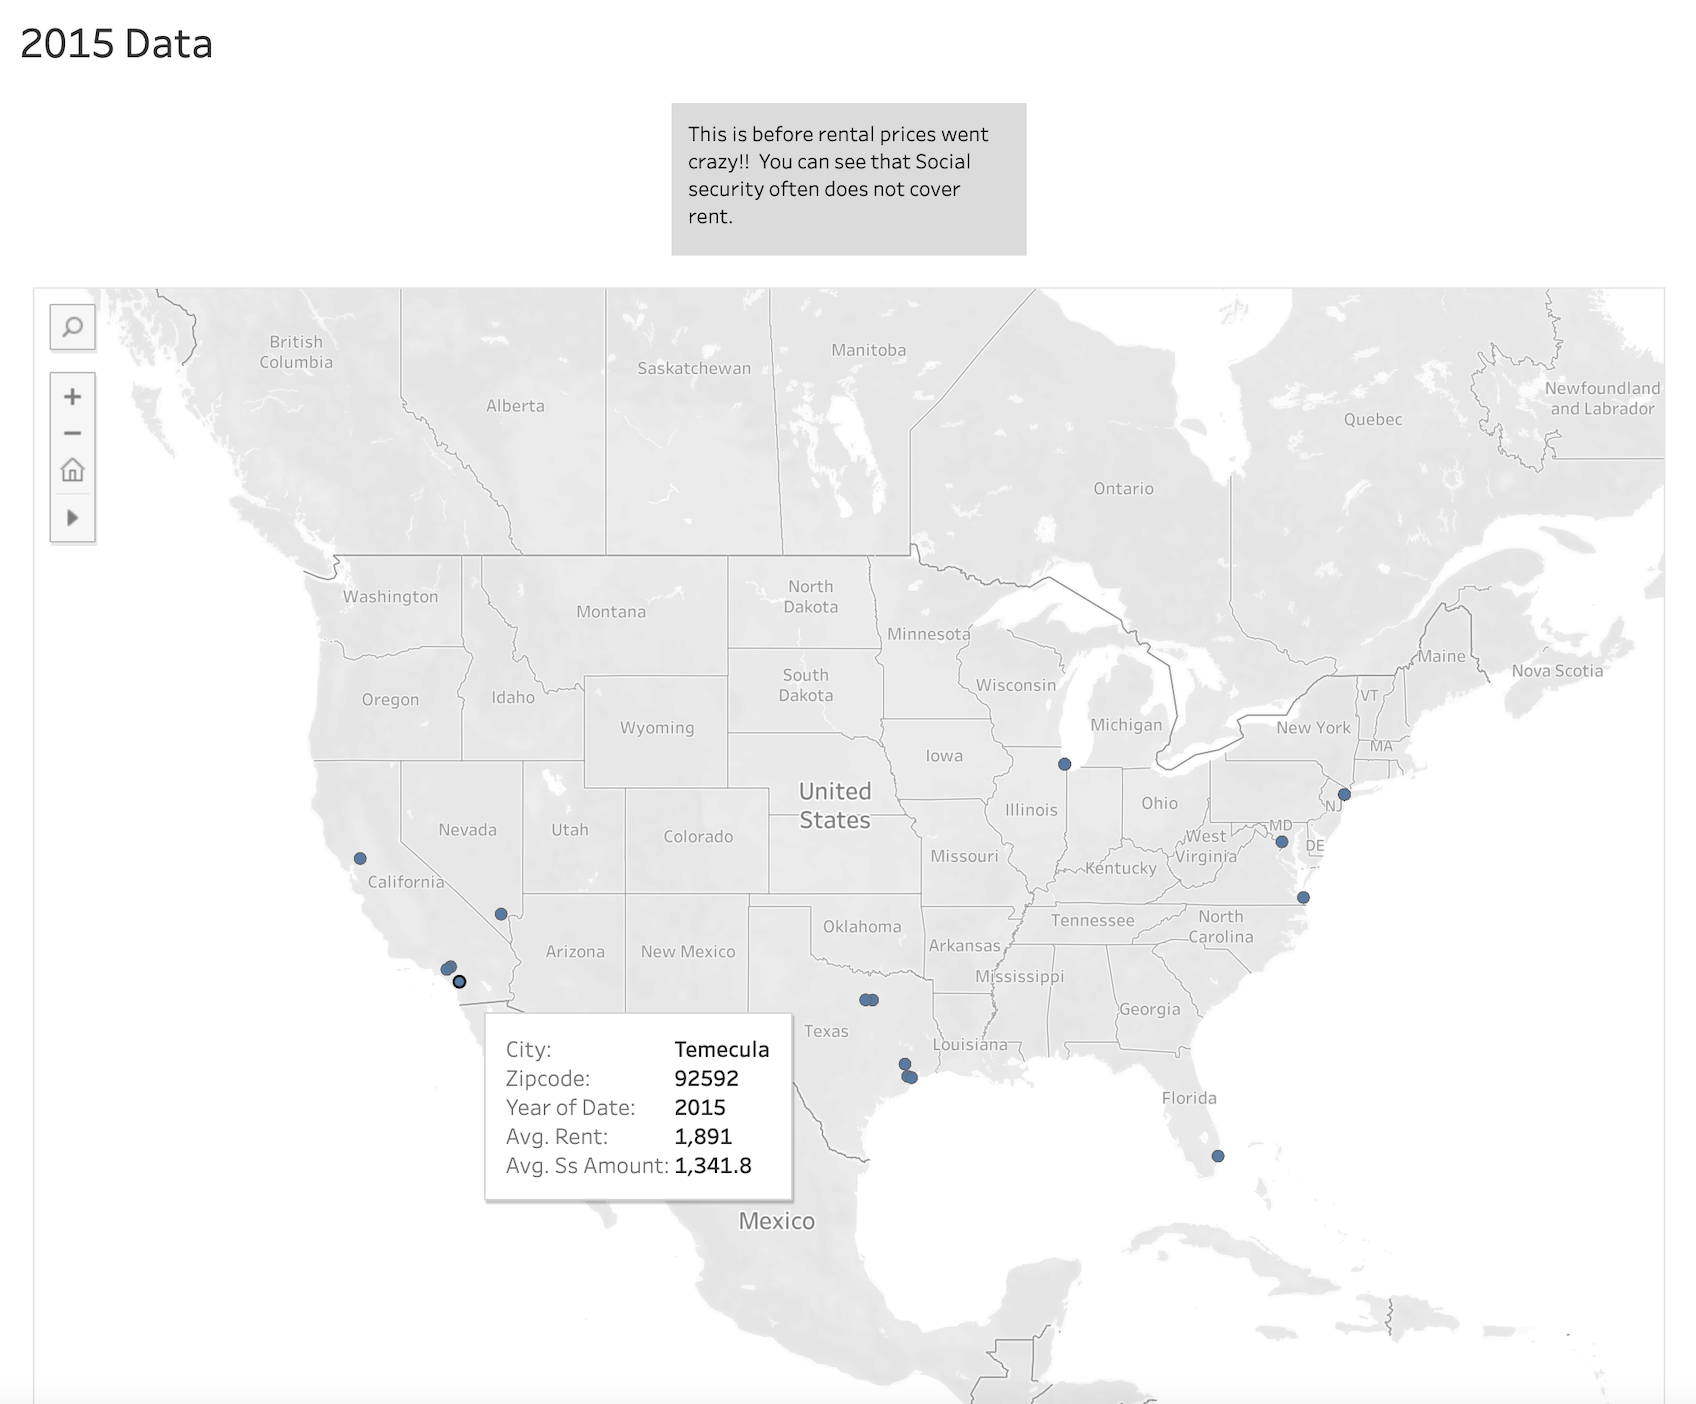 2015 Data
This is before rental prices went
crazy!!  You can see that Social
security often does not cover
rent.
British
Columbia
Alberta
Saskatchewan
Manitoba
Ontario
Quebec
Newfoundland
and Labrador
Washington
Montana
North
Dakota
Minnesota
Maine
Nova Scotia
Oregon
Idaho
South
Dakota
Wisconsin
VT
Wyoming
Michigan
New York
MA
Iowa
United
States
Illinois
Ohio
NJ
Nevada
Utah
Colorado
Missouri
Kentucky
West
Virginia
MD
DE
California
Arizona
New Mexico
Oklahoma
Arkansas
Tennessee
North
Carolina
Mississippi
Georgia
Texas
Louisiana
Florida
City: Temecula
Zipcode: 92592
Year of Date: 2015
Avg. Rent: 1,891
Avg. Ss Amount: 1,341.8
Mexico